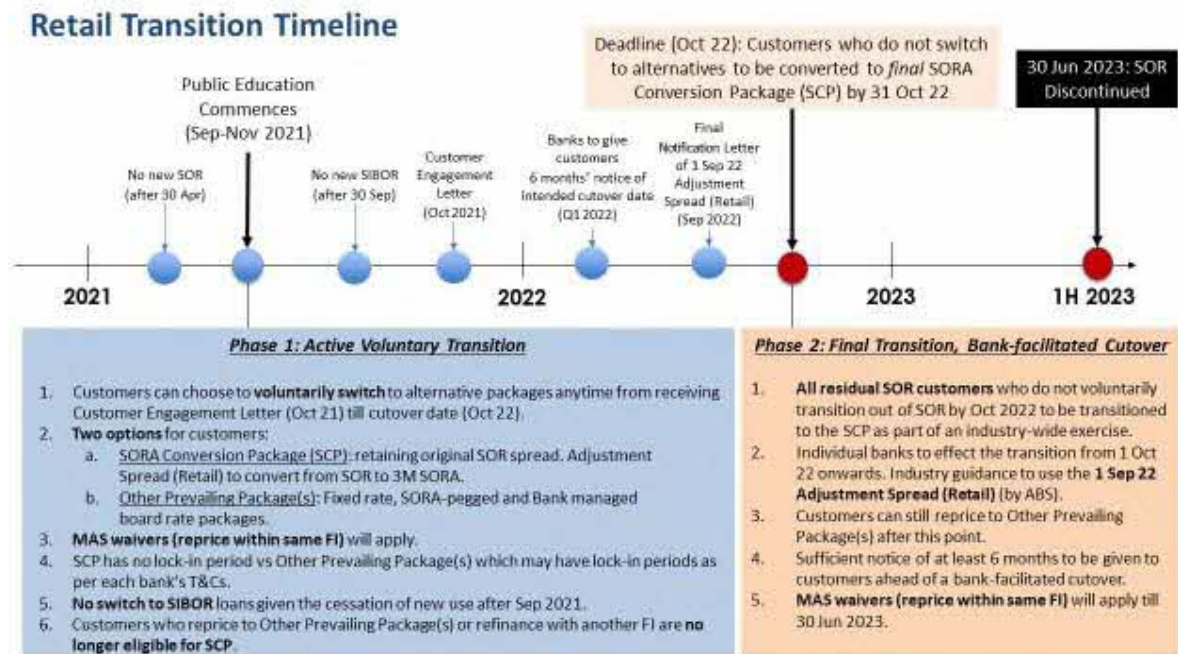 Retail Transition Timeline
Deadline (Oct 22): Customers who do not switch
to alternatives to be converted to final SORA
Conversion Package (SCP) by 31 Oct 22
30 Jun 2023: SOR
Discontinued
Public Education
Commences
(Sep-Nov 2021)
No new SOR
(after 30 Apr)
No new SIBOR
(after 30 Sep)
Customer
Engagement
Letter
(Oct 2021)
Banks to give
customers
6 months' notice of
intended cutover date
(Q1 2022)
Final
Notification Letter
of 1 Sep 22
Adjustment
Spread (Retail)
(Sep 2022)
2021
2022
2023
1H 2023
Phase 1: Active Voluntary Transition
1. Customers can choose to voluntarily switch to alternative packages anytime from receiving
Customer Engagement Letter (Oct 21) till cutover date (Oct 22).
2. Two options for customers:
a. SORA Conversion Package (SCP): retaining original SOR spread. Adjustment
Spread (Retail) to convert from SOR to 3M SORA.
b. Other Prevailing Package(s): Fixed rate, SORA-pegged and Bank managed
board rate packages.
3. MAS waivers (reprice within same FI) will apply.
4. SCP has no lock-in period vs Other Prevailing Package(s) which may have lock-in periods as
per each bank's T&Cs.
5. No switch to SIBOR loans given the cessation of new use after Sep 2021.
6. Customers who reprice to Other Prevailing Package(s) or refinance with another FI are no
longer eligible for SCP.
Phase 2: Final Transition, Bank-facilitated Cutover
1. All residual SOR customers who do not voluntarily
transition out of SOR by Oct 2022 to be transitioned
to the SCP as part of an industry-wide exercise.
2. Individual banks to effect the transition from 1 Oct
22 onwards. Industry guidance to use the 1 Sep 22
Adjustment Spread (Retail) (by ABS).
3. Customers can still reprice to Other Prevailing
Package(s) after this point.
4. Sufficient notice of at least 6 months to be given to
customers ahead of a bank-facilitated cutover.
5. MAS waivers (reprice within same FI) will apply till
30 Jun 2023.